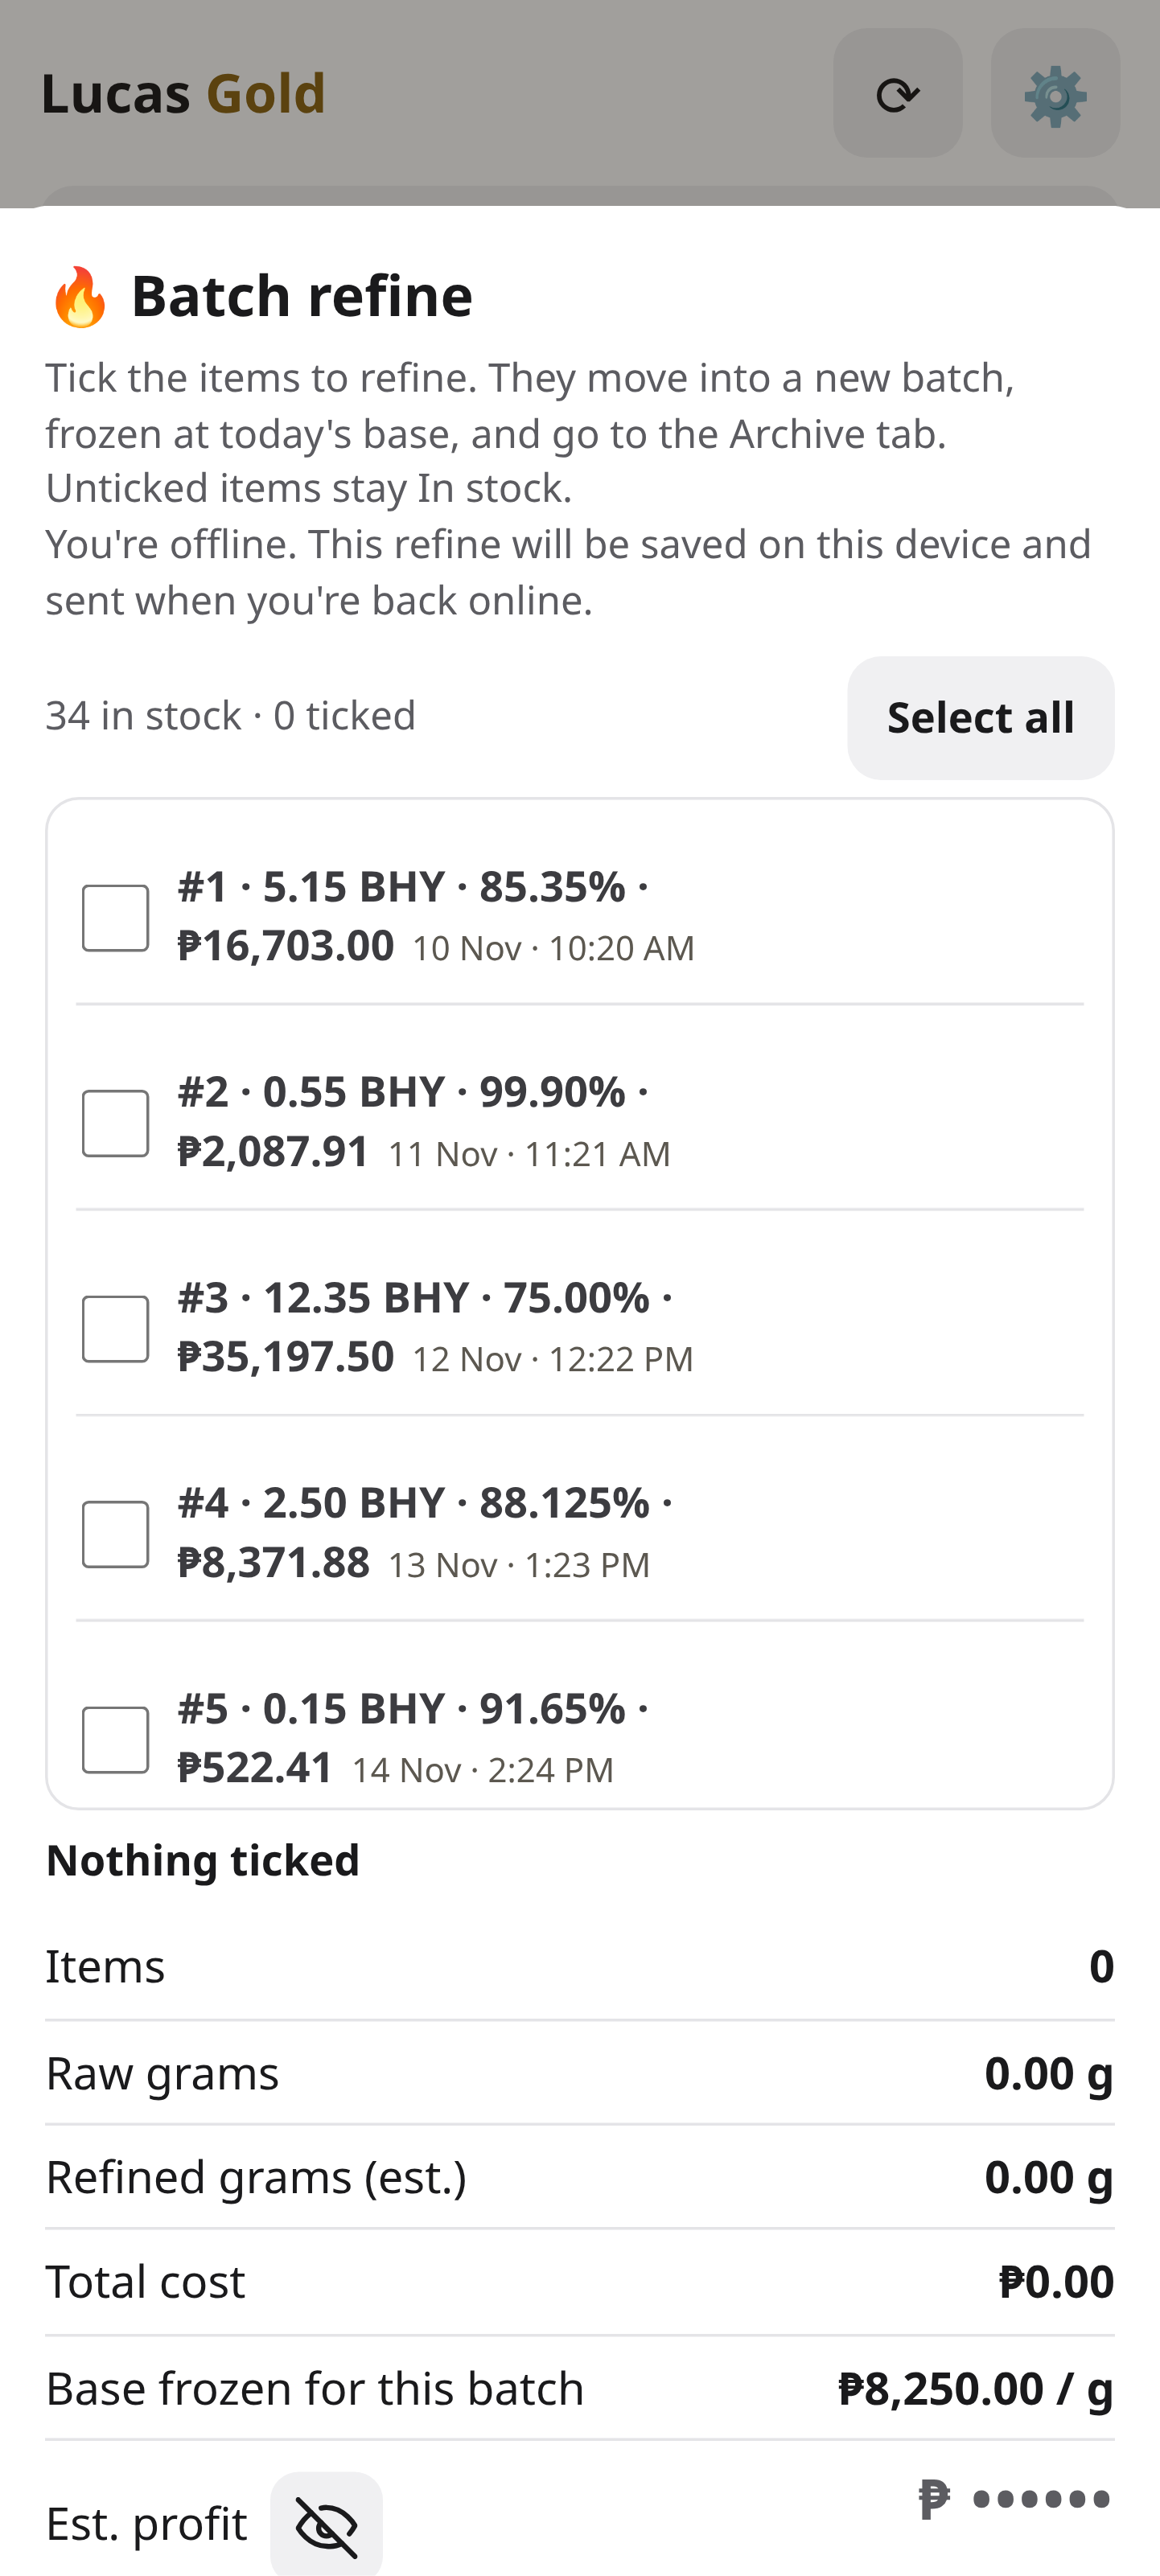 Lucas Gold
🔥 Batch refine
Tick the items to refine. They move into a new batch,
frozen at today's base, and go to the Archive tab.
Unticked items stay In stock.
You're offline. This refine will be saved on this device and
sent when you're back online.
34 in stock · 0 ticked
Select all
#1 · 5.15 BHY · 85.35% ·
₱16,703.00 10 Nov · 10:20 AM
#2 · 0.55 BHY · 99.90% ·
₱2,087.91 11 Nov · 11:21 AM
#3 · 12.35 BHY · 75.00% ·
₱35,197.50 12 Nov · 12:22 PM
#4 · 2.50 BHY · 88.125% ·
₱8,371.88 13 Nov · 1:23 PM
#5 · 0.15 BHY · 91.65% ·
₱522.41 14 Nov · 2:24 PM
Nothing ticked
Items 0
Raw grams 0.00 g
Refined grams (est.) 0.00 g
Total cost ₱0.00
Base frozen for this batch ₱8,250.00 / g
Est. profit ₱ ••••••